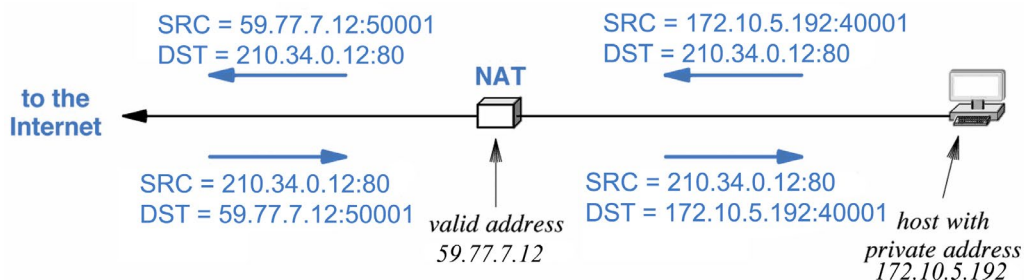 SRC = 59.77.7.12:50001
DST = 210.34.0.12:80
SRC = 172.10.5.192:40001
DST = 210.34.0.12:80
NAT
to the
Internet
SRC = 210.34.0.12:80
DST = 59.77.7.12:50001
SRC = 210.34.0.12:80
DST = 172.10.5.192:40001
valid address
59.77.7.12
host with
private address
172.10.5.192